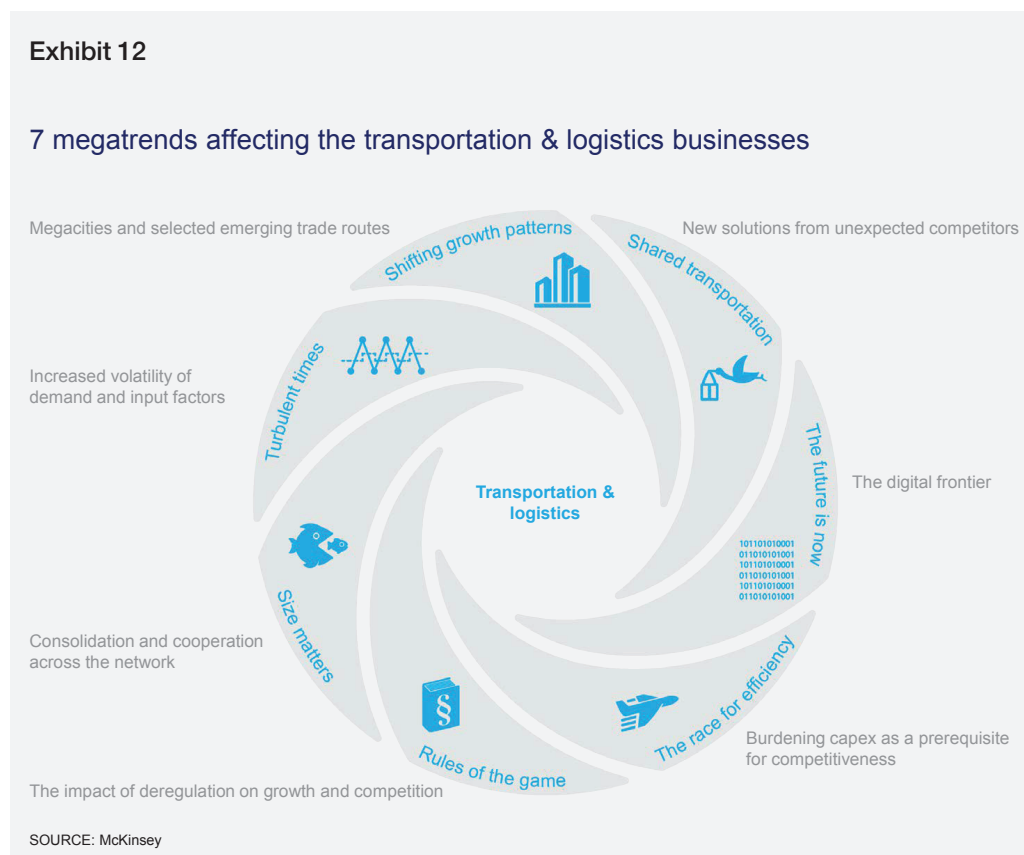 Exhibit 12
7 megatrends affecting the transportation & logistics businesses
Megacities and selected emerging trade routes
Shifting growth patterns
New solutions from unexpected competitors
Shared transportation
Increased volatility of
demand and input factors
Turbulent times
The future is now
The digital frontier
101101010001
011010101001
101101010001
011010101001
101101010001
011010101001
Transportation &
logistics
Consolidation and cooperation
across the network
Size matters
The race for efficiency
Burdening capex as a prerequisite
for competitiveness
§
Rules of the game
The impact of deregulation on growth and competition
SOURCE: McKinsey